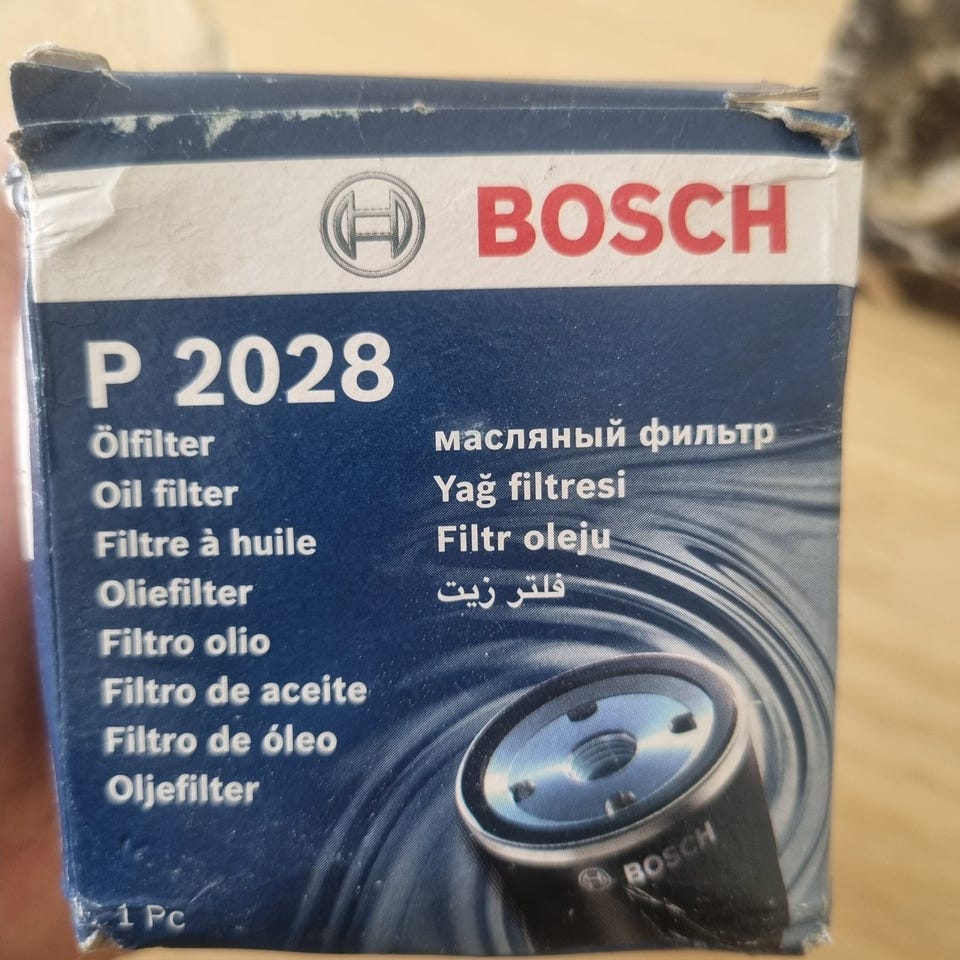 BOSCH
P 2028
Ölfilter
Oil filter
Filtre à huile
Oliefilter
Filtro olio
Filtro de aceite
Filtro de óleo
Oljefilter
масляный фильтр
Yağ filtresi
Filtr oleju
فلتر زيت
BOSCH
1 Pc